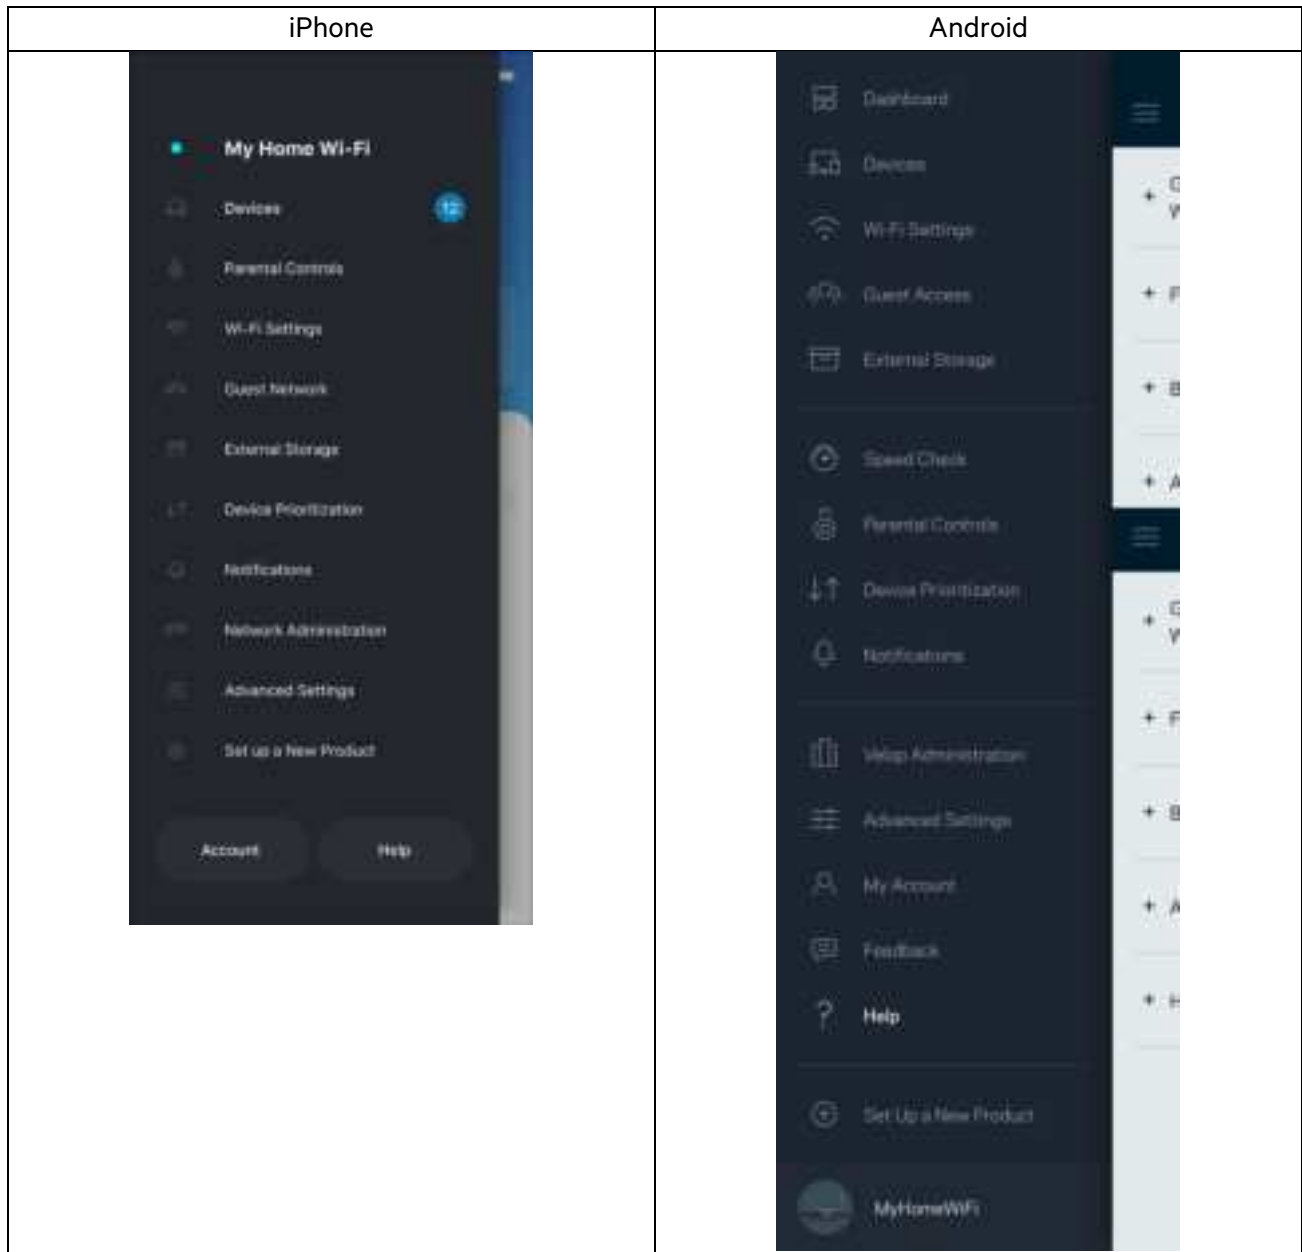 iPhone
Android
My Home Wi-Fi
Devices 12
Parental Controls
Wi-Fi Settings
Guest Network
External Storage
Device Prioritization
Notifications
Network Administration
Advanced Settings
Set up a New Product
Account Help
Dashboard
Devices
Wi-Fi Settings
Guest Access
External Storage
Speed Check
Parental Controls
Device Prioritization
Notifications
Velop Administration
Advanced Settings
My Account
Feedback
? Help
Set Up a New Product
MyHomeWiFi